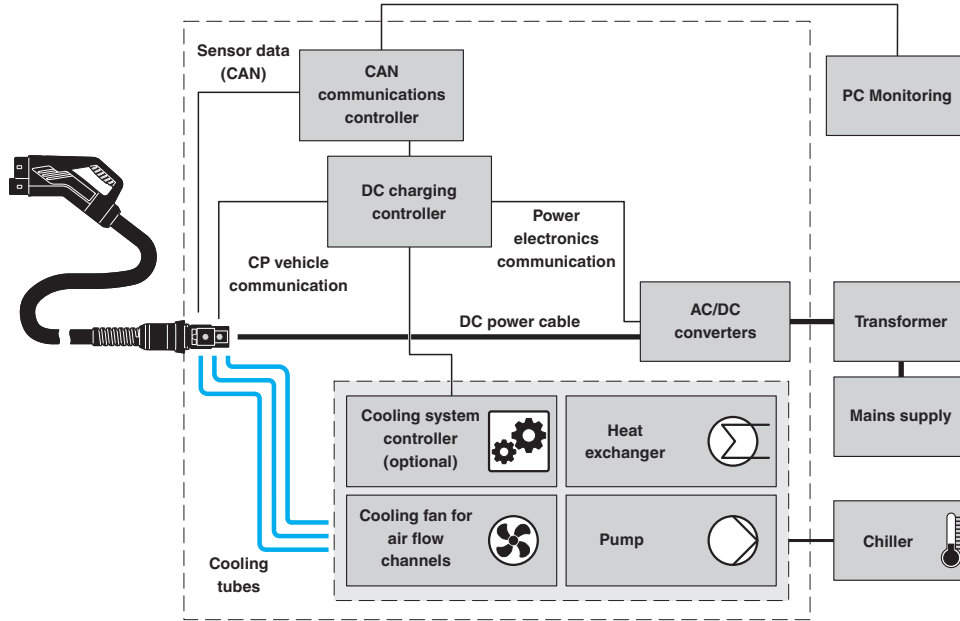 Sensor data
(CAN)
CAN
communications
controller
PC Monitoring
DC charging
controller
Power
electronics
communication
CP vehicle
communication
DC power cable
AC/DC
converters
Transformer
Mains supply
Cooling system
controller
(optional)
Heat
exchanger
Cooling fan for
air flow
channels
Pump
Chiller
Cooling
tubes